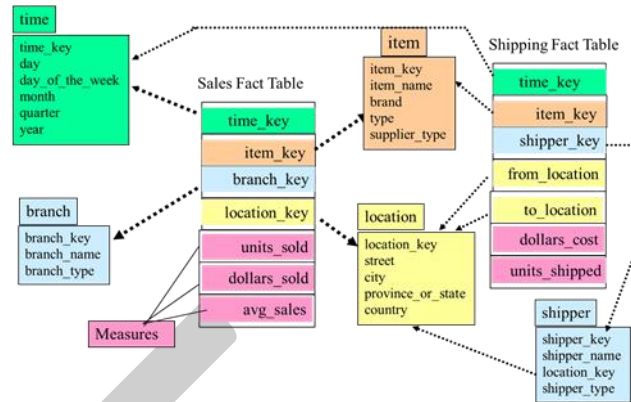 time
time_key
day
day_of_the_week
month
quarter
year
Sales Fact Table
time_key
item_key
branch_key
location_key
units_sold
dollars_sold
avg_sales
Measures
branch
branch_key
branch_name
branch_type
item
item_key
item_name
brand
type
supplier_type
location
location_key
street
city
province_or_state
country
Shipping Fact Table
time_key
item_key
shipper_key
from_location
to_location
dollars_cost
units_shipped
shipper
shipper_key
shipper_name
location_key
shipper_type